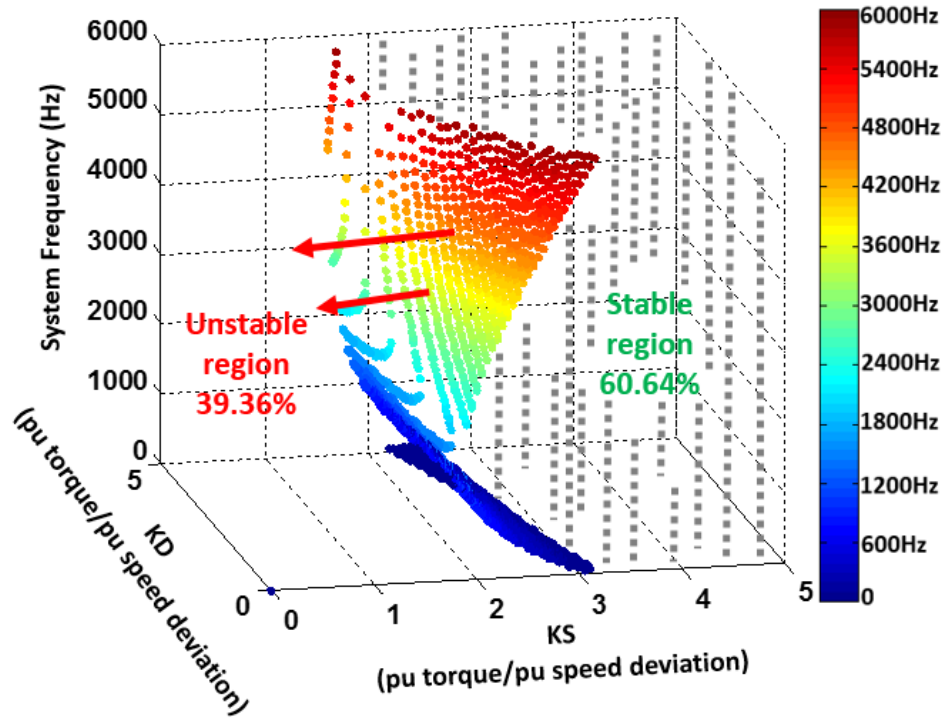 6000
5000
4000
3000
2000
1000
0
System Frequency (Hz)
Unstable
region
39.36%
Stable
region
60.64%
6000Hz
5400Hz
4800Hz
4200Hz
3600Hz
3000Hz
2400Hz
1800Hz
1200Hz
600Hz
0
5
0
KD
(pu torque/pu speed deviation)
0
1
2
3
4
5
KS
(pu torque/pu speed deviation)